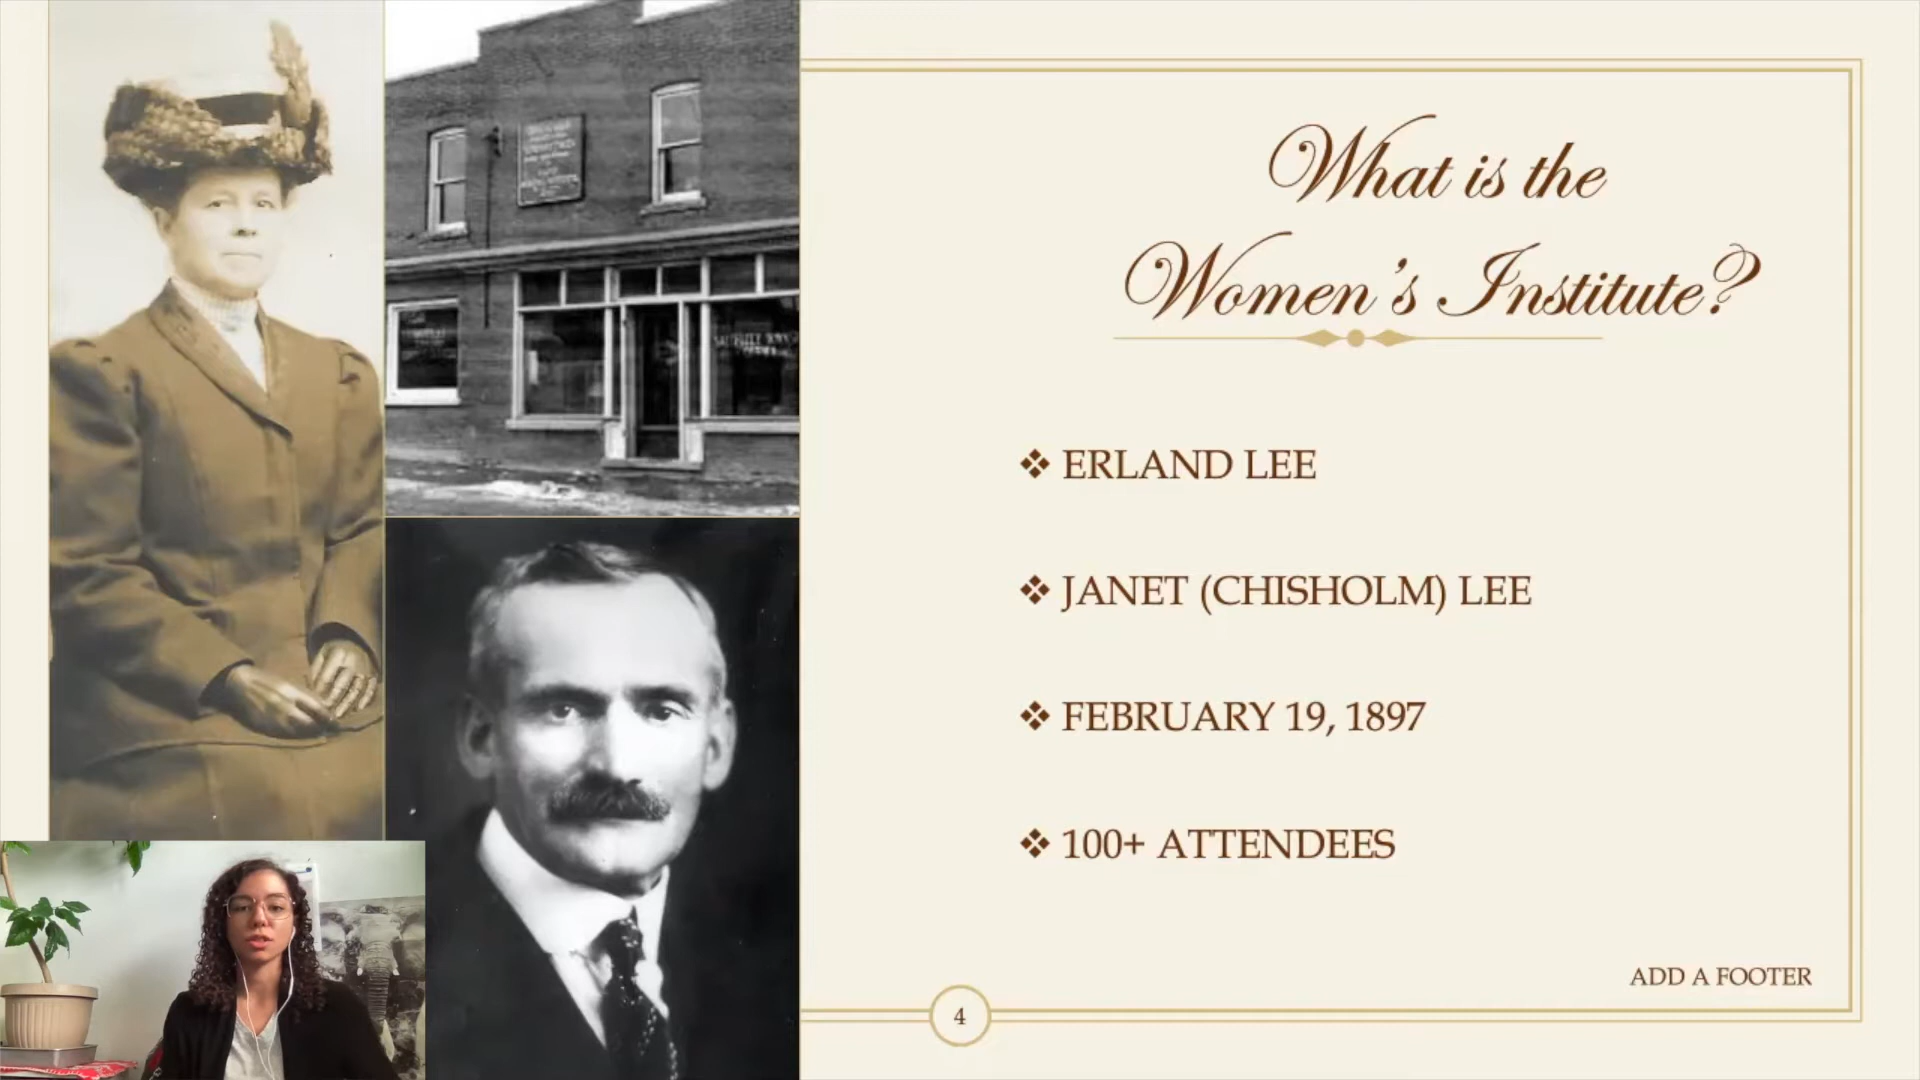 What is the
Women's Institute?
❖ ERLAND LEE
❖ JANET (CHISHOLM) LEE
❖ FEBRUARY 19, 1897
❖ 100+ ATTENDEES
ADD A FOOTER
4